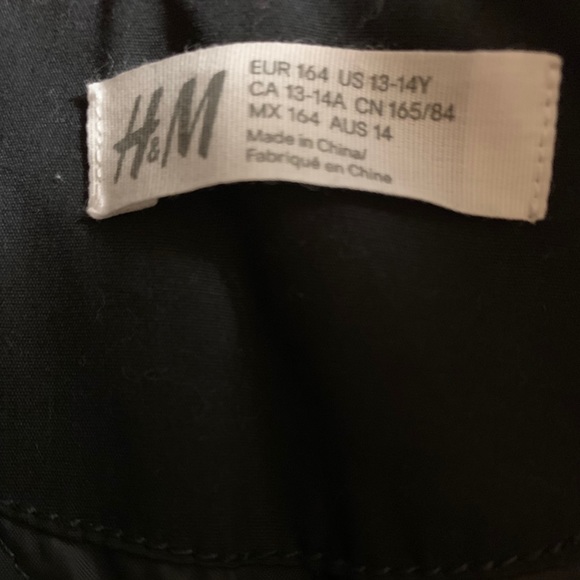 H&M
EUR 164 US 13-14Y
CA 13-14A CN 165/84
MX 164 AUS 14
Made in China/
Fabriqué en Chine